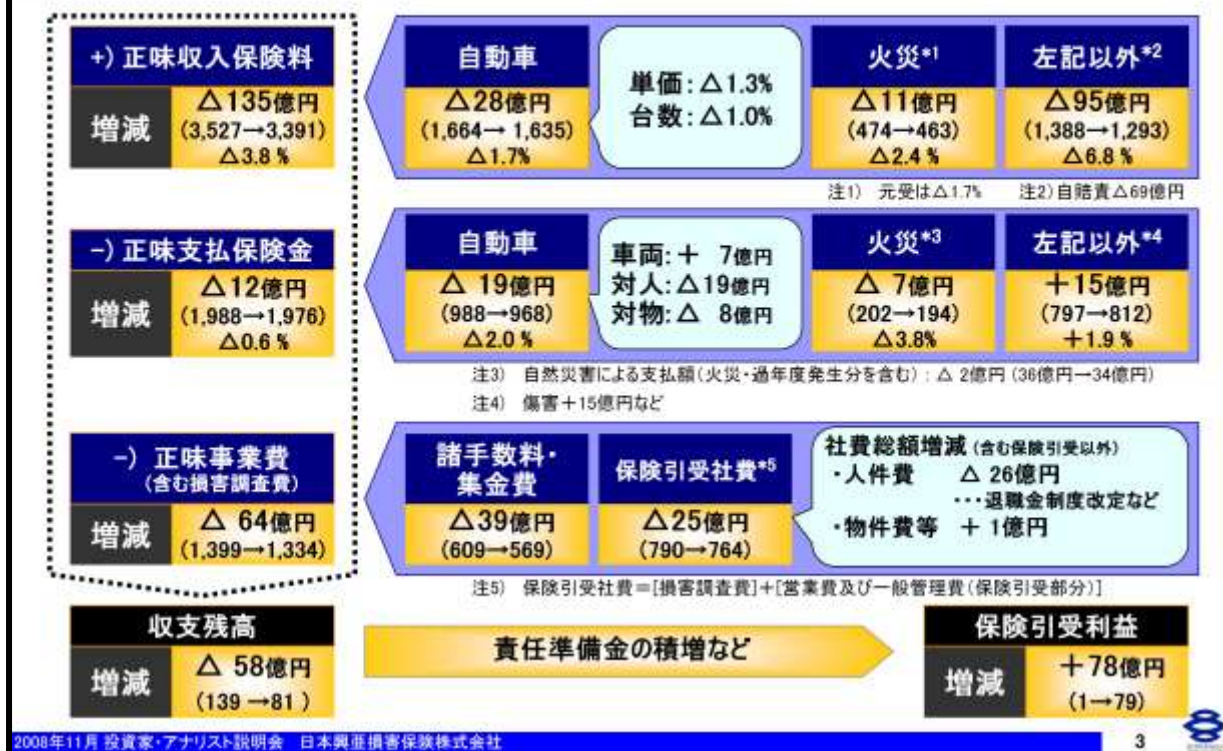 +) 正味収入保険料
増減
△135億円
(3,527→3,391)
△3.8 %
自動車
△28億円
(1,664→ 1,635)
△1.7%
単価:△1.3%
台数:△1.0%
火災*1
△11億円
(474→463)
△2.4 %
左記以外*2
△95億円
(1,388→1,293)
△6.8 %
注1) 元受は△1.7% 注2)自賠責△69億円
-) 正味支払保険金
増減
△12億円
(1,988→1,976)
△0.6 %
自動車
△ 19億円
(988→968)
△2.0 %
車両:+ 7億円
対人:△19億円
対物:△ 8億円
火災*3
△ 7億円
(202→194)
△3.8%
左記以外*4
+15億円
(797→812)
+1.9 %
注3) 自然災害による支払額(火災・過年度発生分を含む):△ 2億円 (36億円→34億円)
注4) 傷害+15億円など
-) 正味事業費
(含む損害調査費)
増減
△ 64億円
(1,399→1,334)
諸手数料・
集金費
△39億円
(609→569)
保険引受社費*5
△25億円
(790→764)
社費総額増減 (含む保険引受以外)
・人件費 △ 26億円
・・・退職金制度改定など
・物件費等 + 1億円
注5) 保険引受社費=[損害調査費]+[営業費及び一般管理費(保険引受部分)]
収支残高
増減
△ 58億円
(139 →81 )
責任準備金の積増など
保険引受利益
増減
+78億円
(1→79)
2008年11月 投資家・アナリスト説明会 日本興亜損害保険株式会社
3